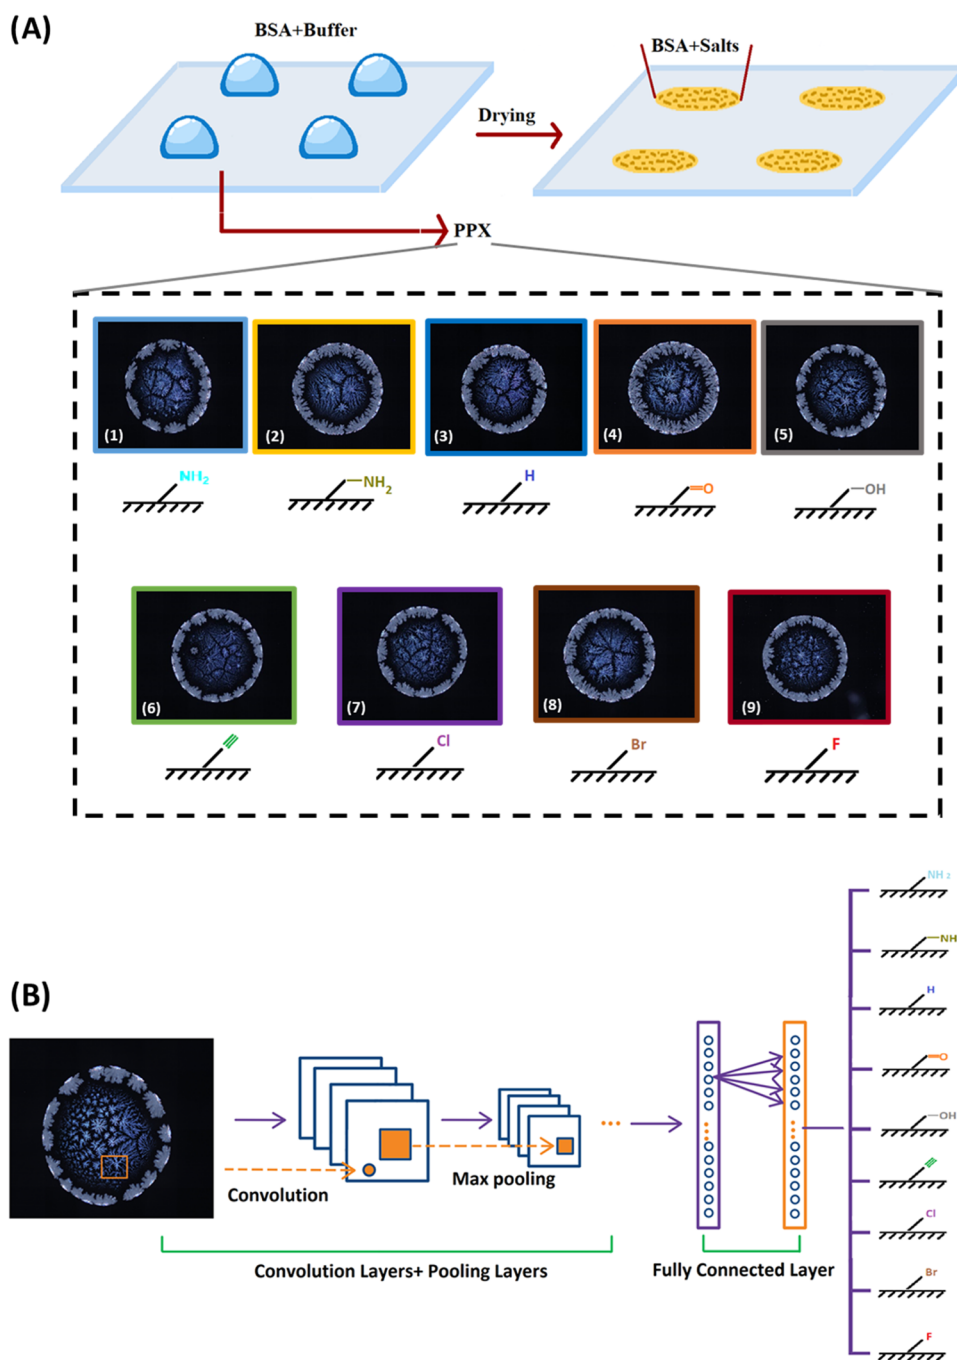 (A)
BSA+Buffer
BSA+Salts
Drying
PPX
(1)
(2)
(3)
(4)
(5)
NH2
NH2
H
O
OH
(6)
(7)
(8)
(9)
Cl
Br
F
(B)
Convolution
Max pooling
Convolution Layers+ Pooling Layers
Fully Connected Layer
NH2
NH
H
O
OH
Cl
Br
F